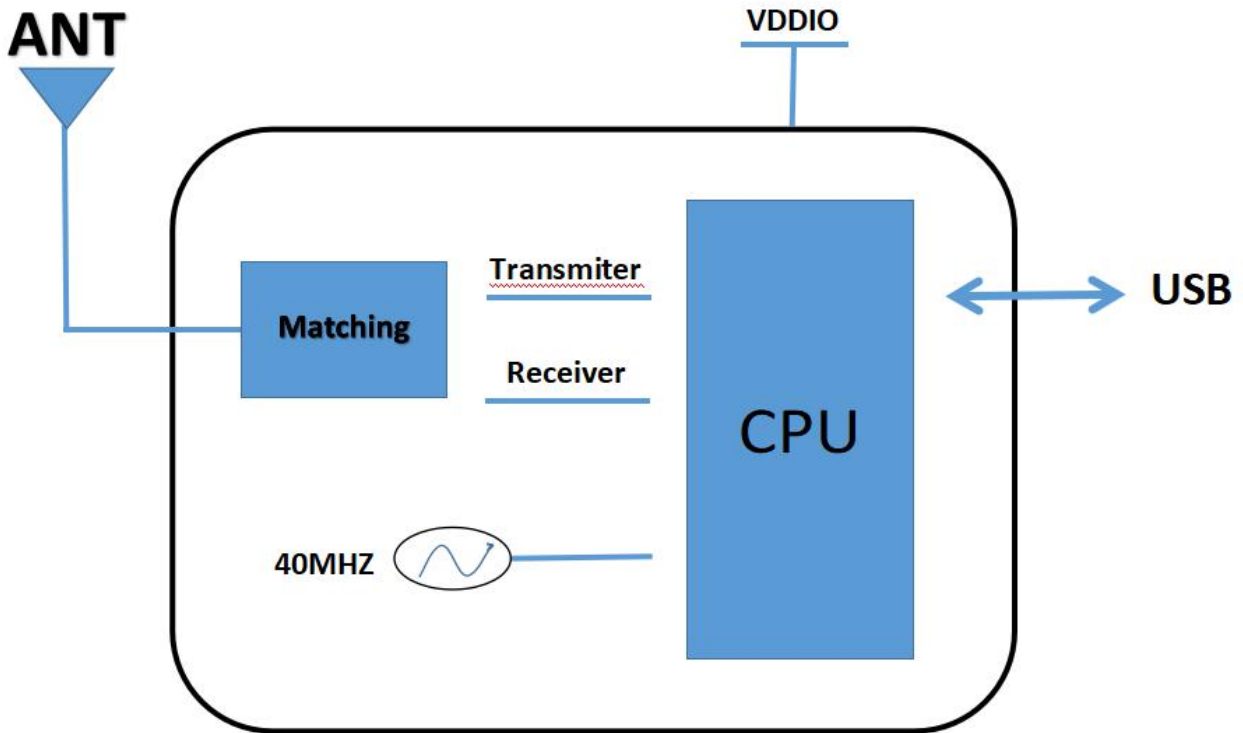 ANT
VDDIO
Transmiter
USB
Matching
Receiver
CPU
40MHZ